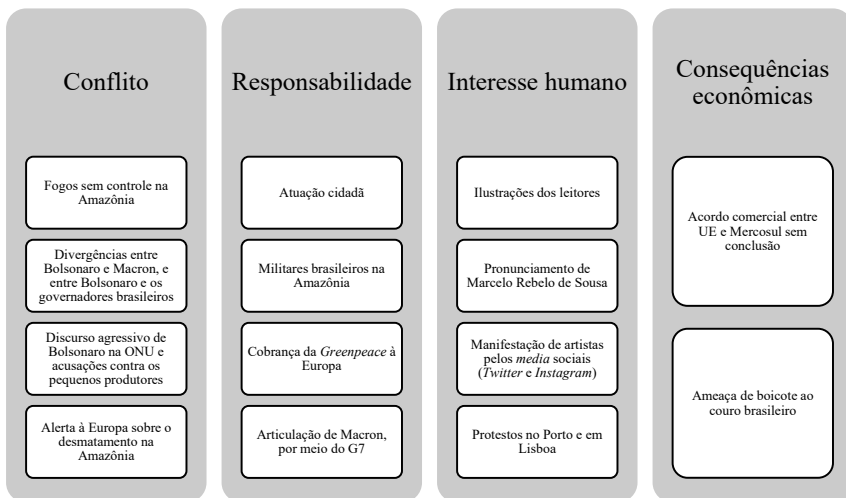 Conflito
Fogos sem controle na
Amazônia
Divergências entre
Bolsonaro e Macron, e
entre Bolsonaro e os
governadores brasileiros
Discurso agressivo de
Bolsonaro na ONU e
acusações contra os
pequenos produtores
Alerta à Europa sobre o
desmatamento na
Amazônia
Responsabilidade
Atuação cidadã
Militares brasileiros na
Amazônia
Cobrança da Greenpeace à
Europa
Articulação de Macron,
por meio do G7
Interesse humano
Ilustrações dos leitores
Pronunciamento de
Marcelo Rebelo de Sousa
Manifestação de artistas
pelos media sociais
(Twitter e Instagram)
Protestos no Porto e em
Lisboa
Consequências
econômicas
Acordo comercial entre
UE e Mercosul sem
conclusão
Ameaça de boicote ao
couro brasileiro